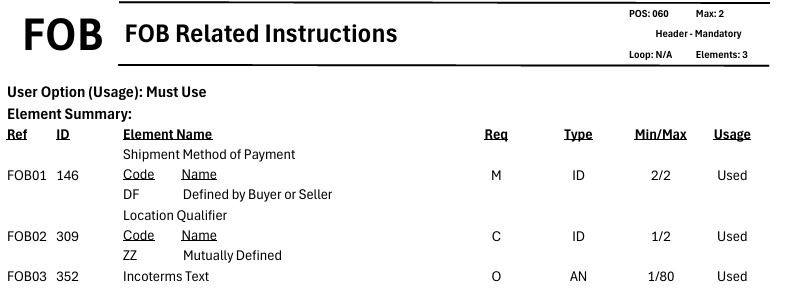 FOB FOB Related Instructions
POS: 060 Max: 2
Header - Mandatory
Loop: N/A Elements: 3
User Option (Usage): Must Use
Element Summary:
Ref ID Element Name Req Type Min/Max Usage
Shipment Method of Payment
FOB01 146 Code Name M ID 2/2 Used
DF Defined by Buyer or Seller
Location Qualifier
FOB02 309 Code Name C ID 1/2 Used
ZZ Mutually Defined
FOB03 352 Incoterms Text O AN 1/80 Used